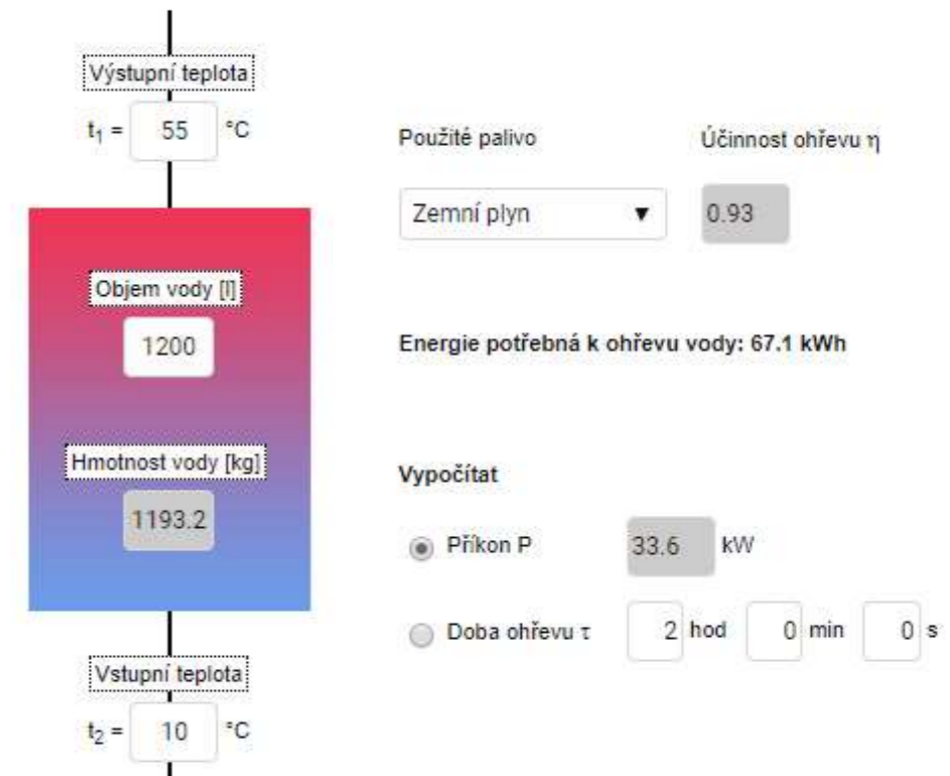 Výstupní teplota
t₁ = 55 °C
Objem vody [l]
1200
Hmotnost vody [kg]
1193.2
Vstupní teplota
t₂ = 10 °C
Použité palivo
Účinnost ohřevu η
Zemní plyn ▼
0.93
Energie potřebná k ohřevu vody: 67.1 kWh
Vypočítat
Příkon P 33.6 kW
Doba ohřevu τ 2 hod 0 min 0 s